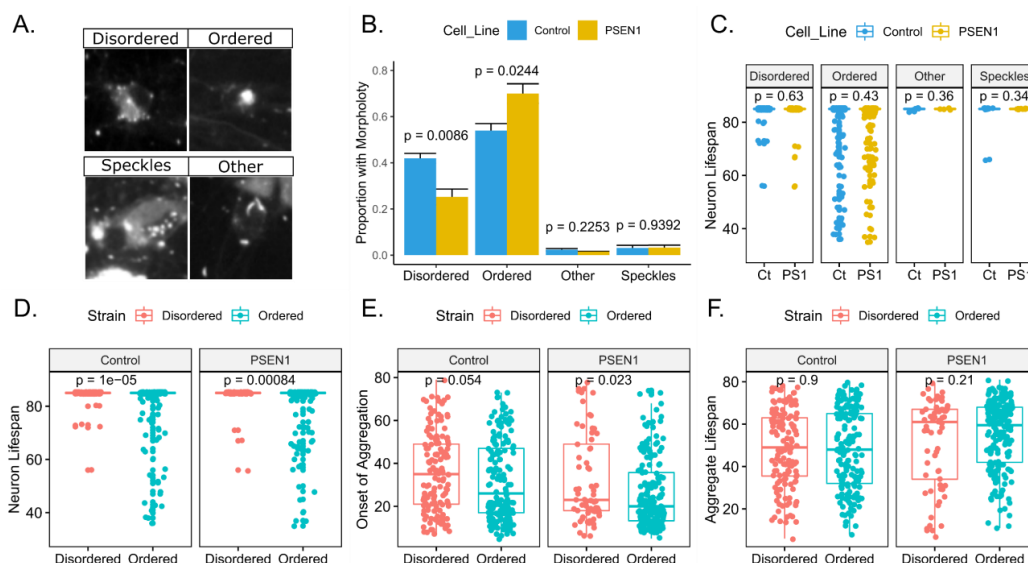 A.
Disordered Ordered
Speckles Other
B.
Cell_Line Control PSEN1
Proportion with Morpholoty
0.8
0.6
0.4
0.2
0.0
p = 0.0086
p = 0.0244
p = 0.2253
p = 0.9392
Disordered Ordered Other Speckles
C.
Cell_Line Control PSEN1
Disordered Ordered Other Speckles
p = 0.63 p = 0.43 p = 0.36 p = 0.34
Neuron Lifespan
80
60
40
Ct PS1 Ct PS1 Ct PS1 Ct PS1
D.
Strain Disordered Ordered
Control PSEN1
p = 1e−05 p = 0.00084
Neuron Lifespan
80
60
40
Disordered Ordered Disordered Ordered
E.
Strain Disordered Ordered
Control PSEN1
p = 0.054 p = 0.023
Onset of Aggregation
80
60
40
20
Disordered Ordered Disordered Ordered
F.
Strain Disordered Ordered
Control PSEN1
p = 0.9 p = 0.21
Aggregate Lifespan
80
60
40
20
Disordered Ordered Disordered Ordered